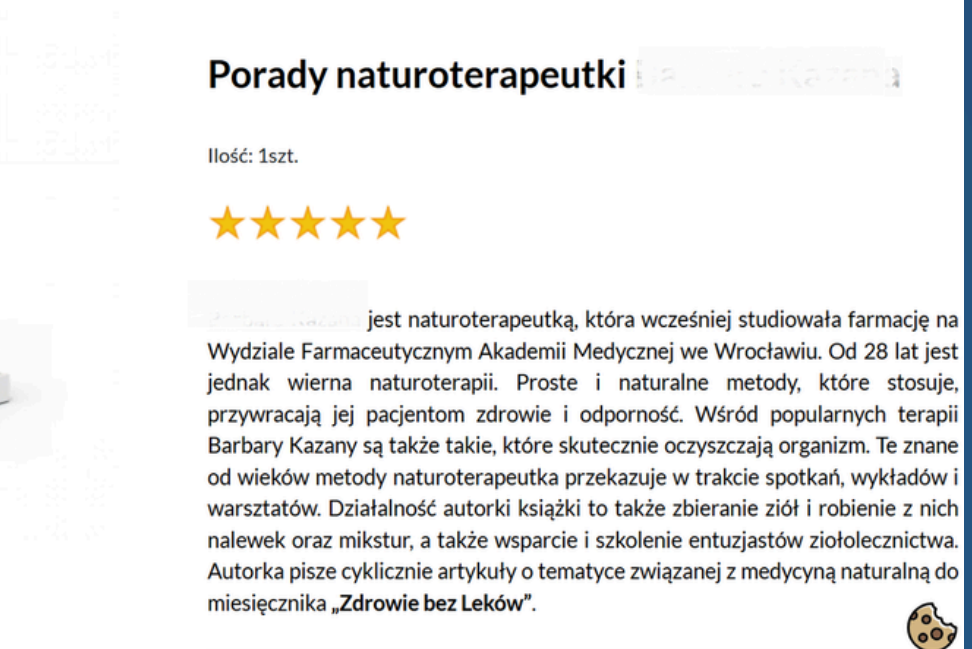 Porady naturoterapeutki
Ilość: 1szt.
jest naturoterapeutką, która wcześniej studiowała farmację na
Wydziale Farmaceutycznym Akademii Medycznej we Wrocławiu. Od 28 lat jest
jednak wierna naturoterapii. Proste i naturalne metody, które stosuje,
przywracają jej pacjentom zdrowie i odporność. Wśród popularnych terapii
Barbary Kazany są także takie, które skutecznie oczyszczają organizm. Te znane
od wieków metody naturoterapeutka przekazuje w trakcie spotkań, wykładów i
warsztatów. Działalność autorki książki to także zbieranie ziół i robienie z nich
nalewek oraz mikstur, a także wsparcie i szkolenie entuzjastów ziołolecznictwa.
Autorka pisze cyklicznie artykuły o tematyce związanej z medycyną naturalną do
miesięcznika „Zdrowie bez Leków”.